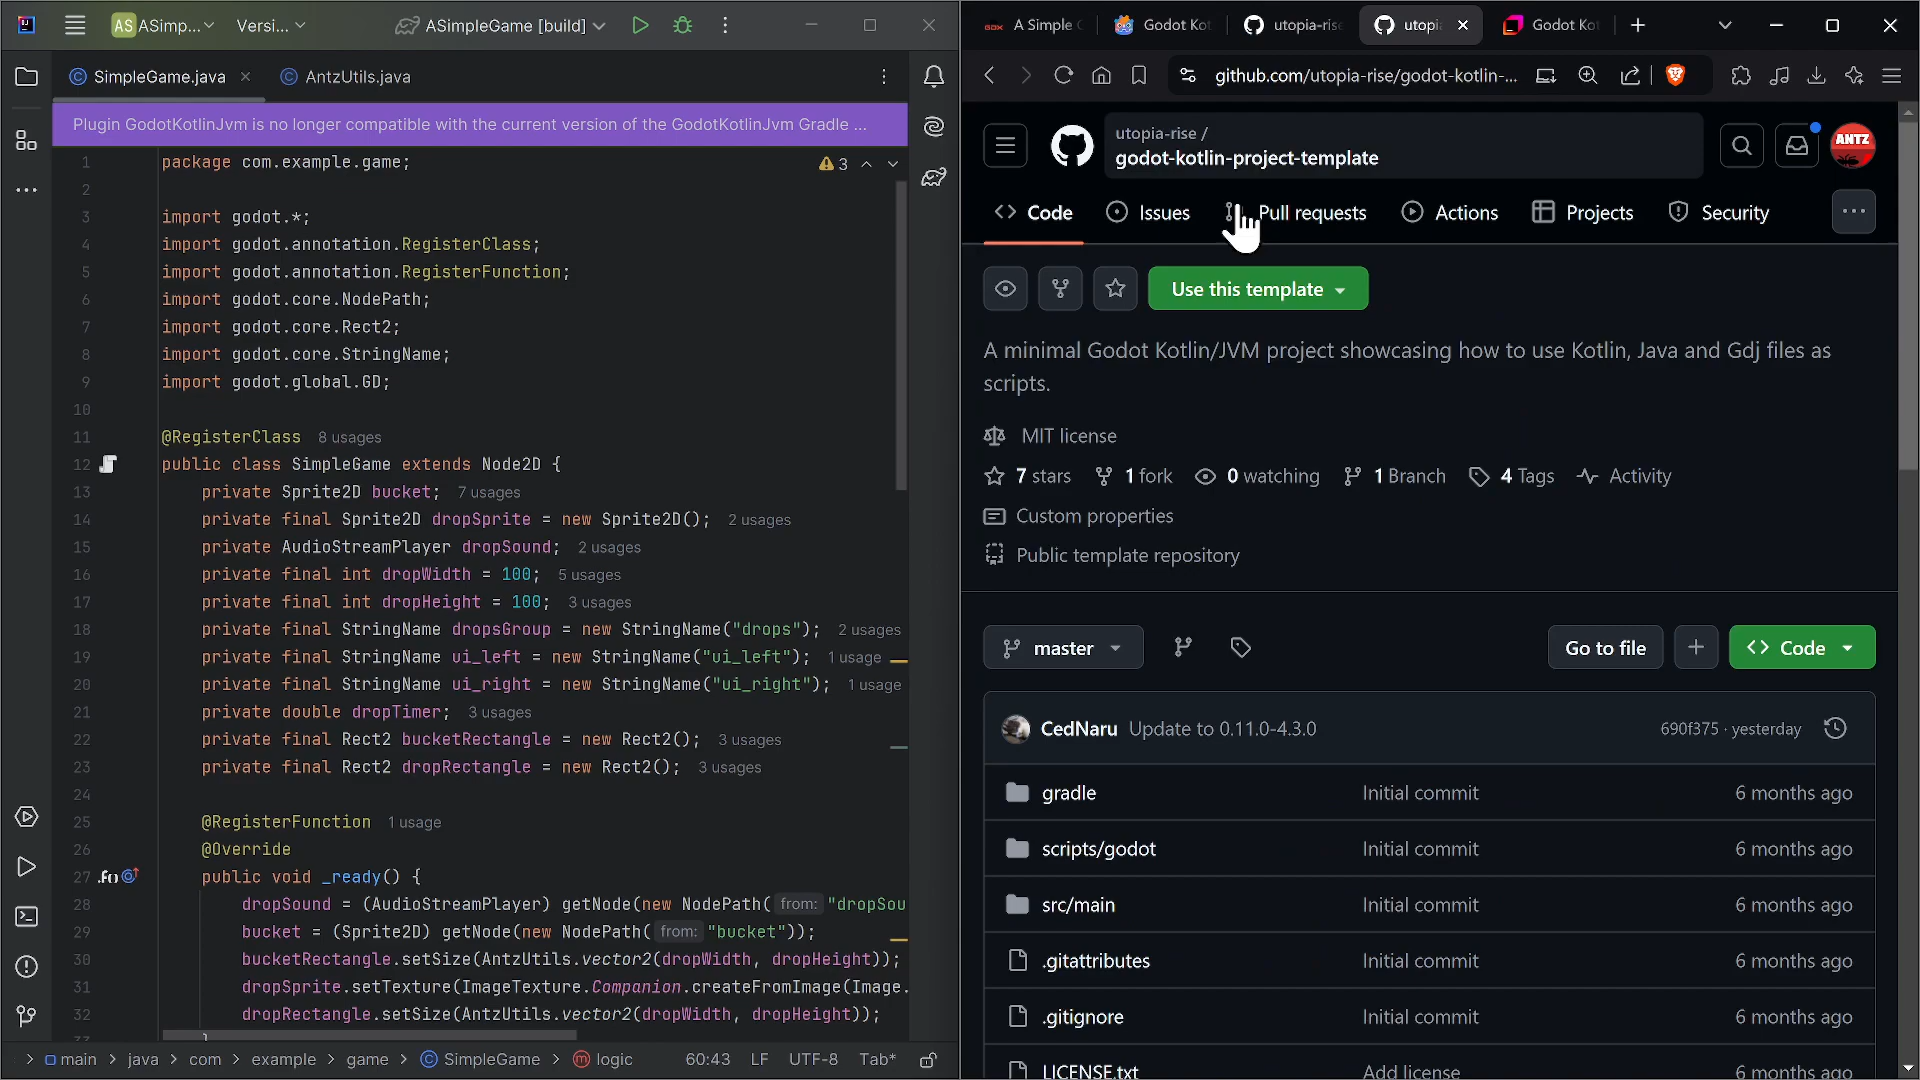 AS ASimp...
Versi...
ASimpleGame [build]
SimpleGame.java
AntzUtils.java
Plugin GodotKotlinJvm is no longer compatible with the current version of the GodotKotlinJvm Gradle ...
3
1 package com.example.game;
2
3 import godot.*;
4 import godot.annotation.RegisterClass;
5 import godot.annotation.RegisterFunction;
6 import godot.core.NodePath;
7 import godot.core.Rect2;
8 import godot.core.StringName;
9 import godot.global.GD;
10
11 @RegisterClass 8 usages
12 public class SimpleGame extends Node2D {
13 private Sprite2D bucket; 7 usages
14 private final Sprite2D dropSprite = new Sprite2D(); 2 usages
15 private AudioStreamPlayer dropSound; 2 usages
16 private final int dropWidth = 100; 5 usages
17 private final int dropHeight = 100; 3 usages
18 private final StringName dropsGroup = new StringName("drops"); 2 usages
19 private final StringName ui_left = new StringName("ui_left"); 1 usage
20 private final StringName ui_right = new StringName("ui_right"); 1 usage
21 private double dropTimer; 3 usages
22 private final Rect2 bucketRectangle = new Rect2(); 3 usages
23 private final Rect2 dropRectangle = new Rect2(); 3 usages
24
25 @RegisterFunction 1 usage
26 @Override
27 public void _ready() {
28 dropSound = (AudioStreamPlayer) getNode(new NodePath( from: "dropSou
29 bucket = (Sprite2D) getNode(new NodePath( from: "bucket"));
30 bucketRectangle.setSize(AntzUtils.vector2(dropWidth, dropHeight));
31 dropSprite.setTexture(ImageTexture.Companion.createFromImage(Image.
32 dropRectangle.setSize(AntzUtils.vector2(dropWidth, dropHeight));
main > java > com > example > game > SimpleGame > logic 60:43 LF UTF-8 Tab*
A Simple
Godot Kot
utopia-rise
utopi
Godot Kot
github.com/utopia-rise/godot-kotlin-...
utopia-rise /
godot-kotlin-project-template
ANTZ
Code
Issues
Pull requests
Actions
Projects
Security
Use this template
A minimal Godot Kotlin/JVM project showcasing how to use Kotlin, Java and Gdj files as
scripts.
MIT license
7 stars
1 fork
0 watching
1 Branch
4 Tags
Activity
Custom properties
Public template repository
master
Go to file
Code
CedNaru Update to 0.11.0-4.3.0 690f375 · yesterday
gradle Initial commit 6 months ago
scripts/godot Initial commit 6 months ago
src/main Initial commit 6 months ago
.gitattributes Initial commit 6 months ago
.gitignore Initial commit 6 months ago
LICENSE.txt Add license 6 months ago